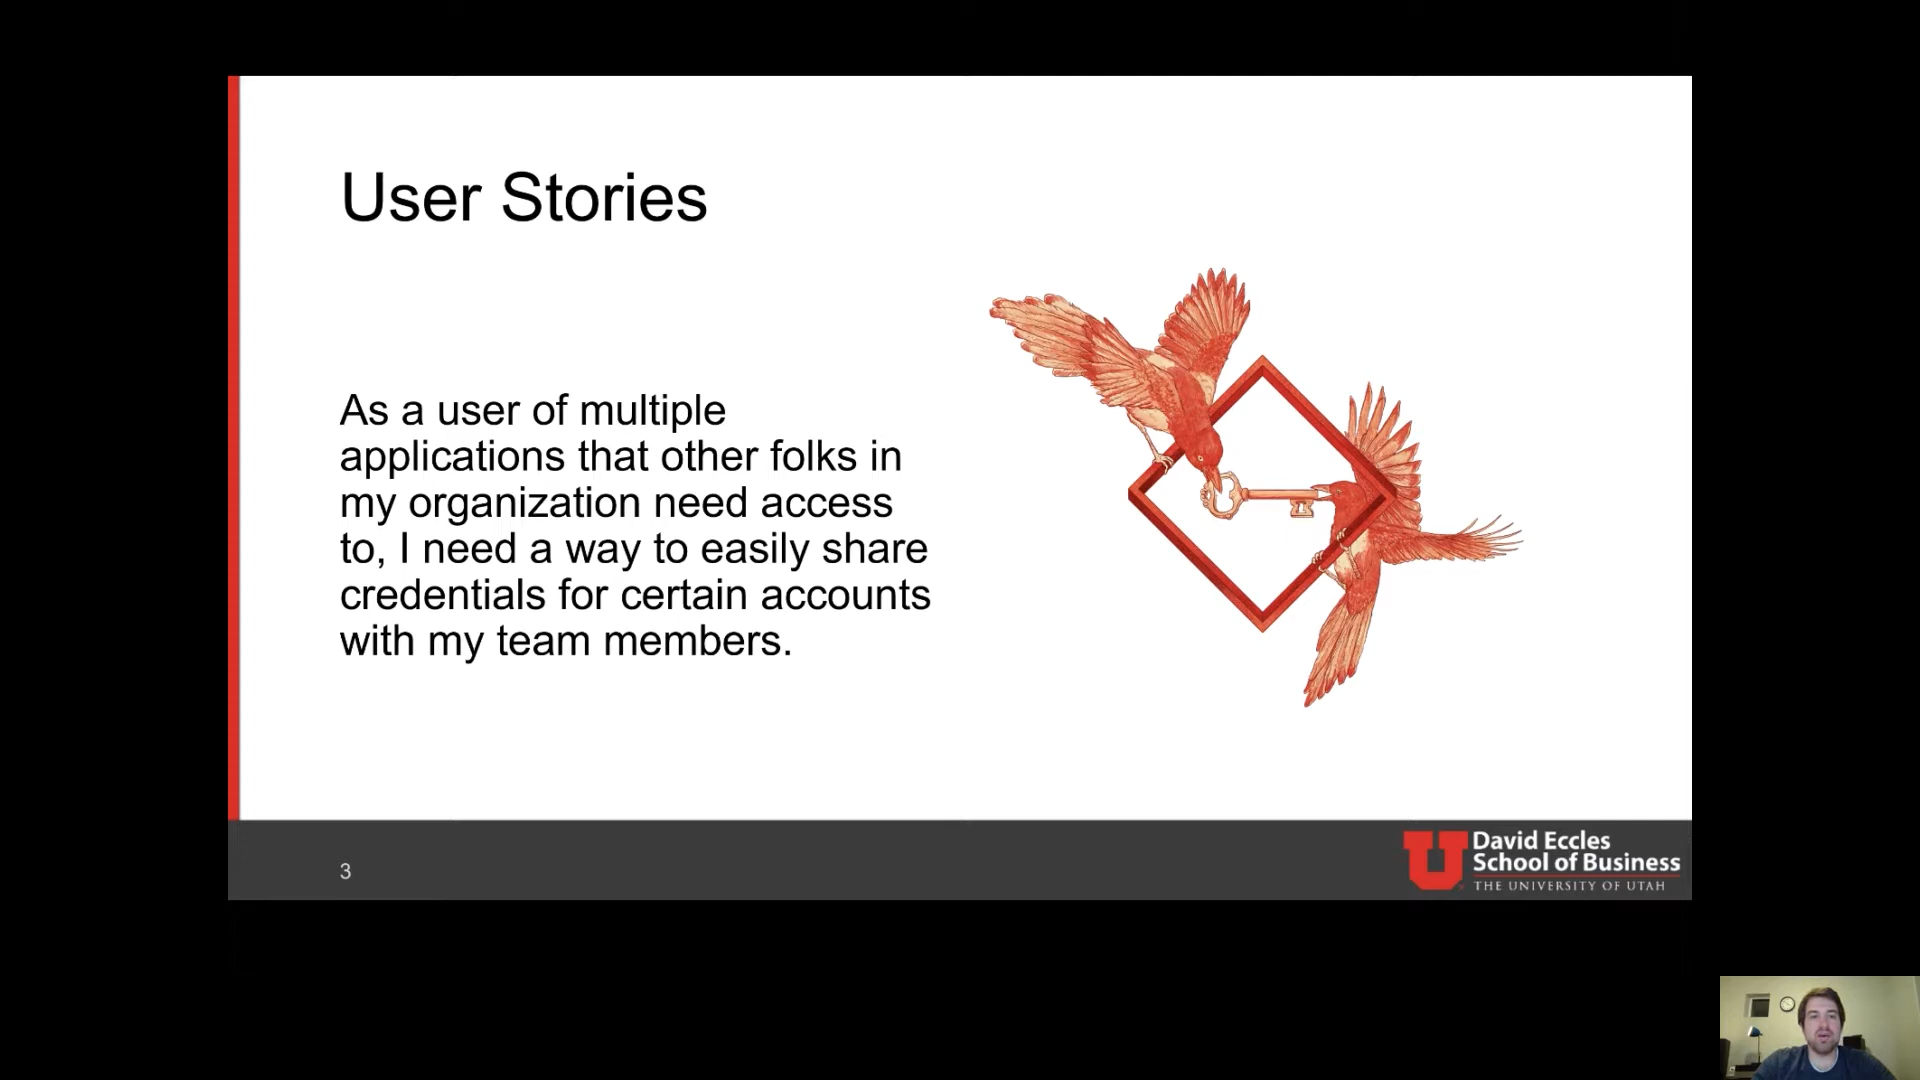 User Stories
As a user of multiple
applications that other folks in
my organization need access
to, I need a way to easily share
credentials for certain accounts
with my team members.
3
U
David Eccles
School of Business
THE UNIVERSITY OF UTAH